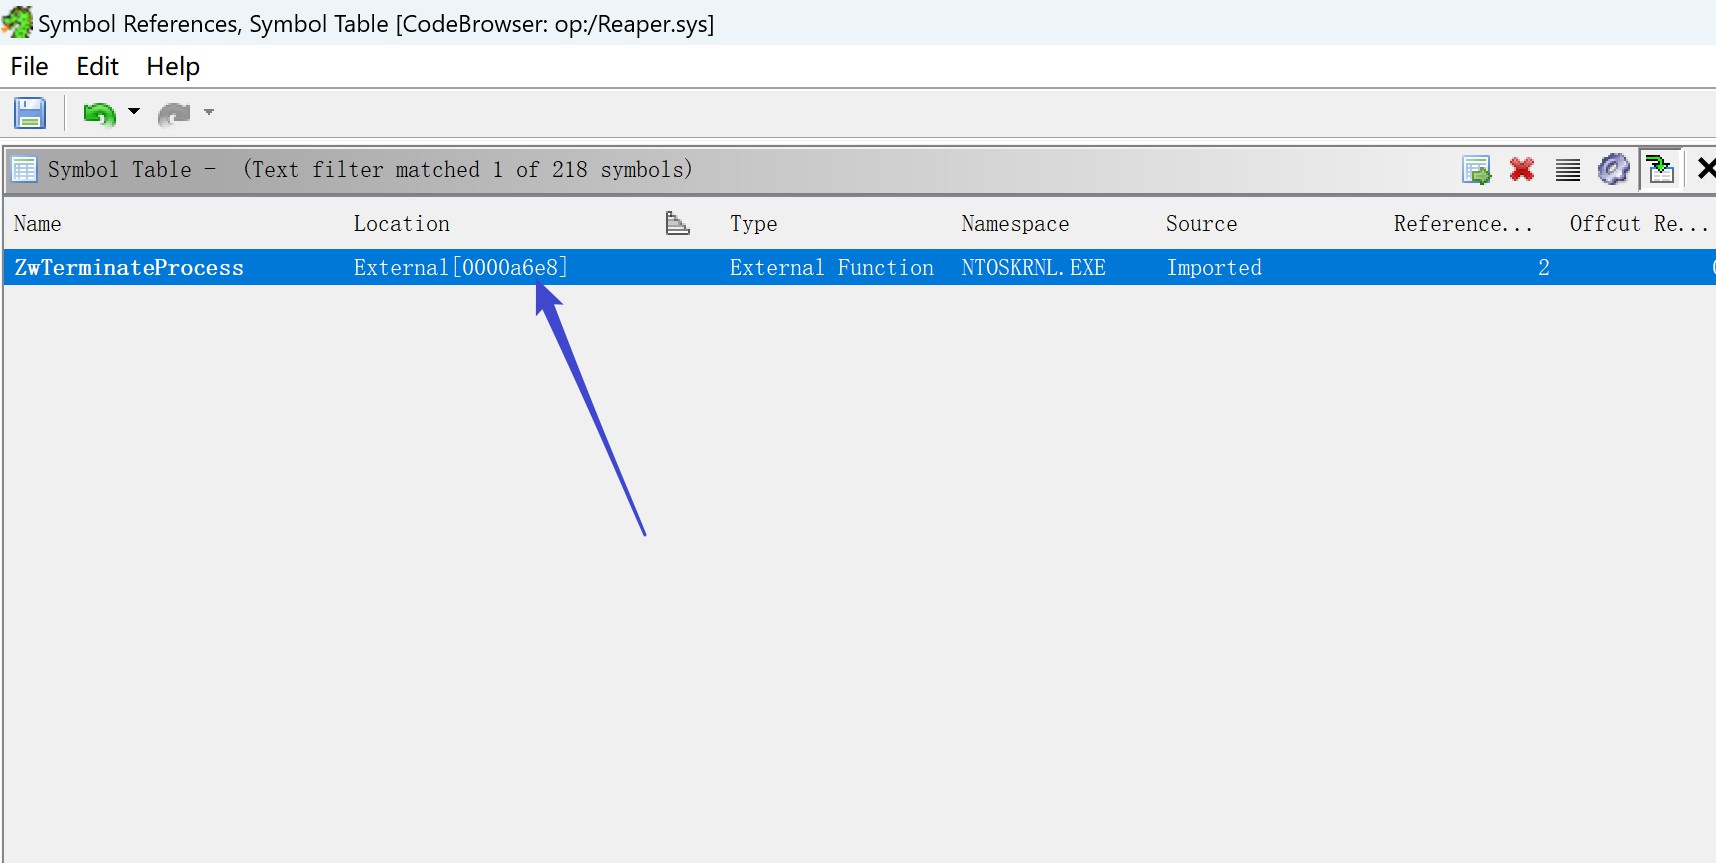 Symbol References, Symbol Table [CodeBrowser: op:/Reaper.sys]
File Edit Help
Symbol Table - (Text filter matched 1 of 218 symbols)
Name Location Type Namespace Source Reference... Offcut Re...
ZwTerminateProcess External[0000a6e8] External Function NTOSKRNL.EXE Imported 2